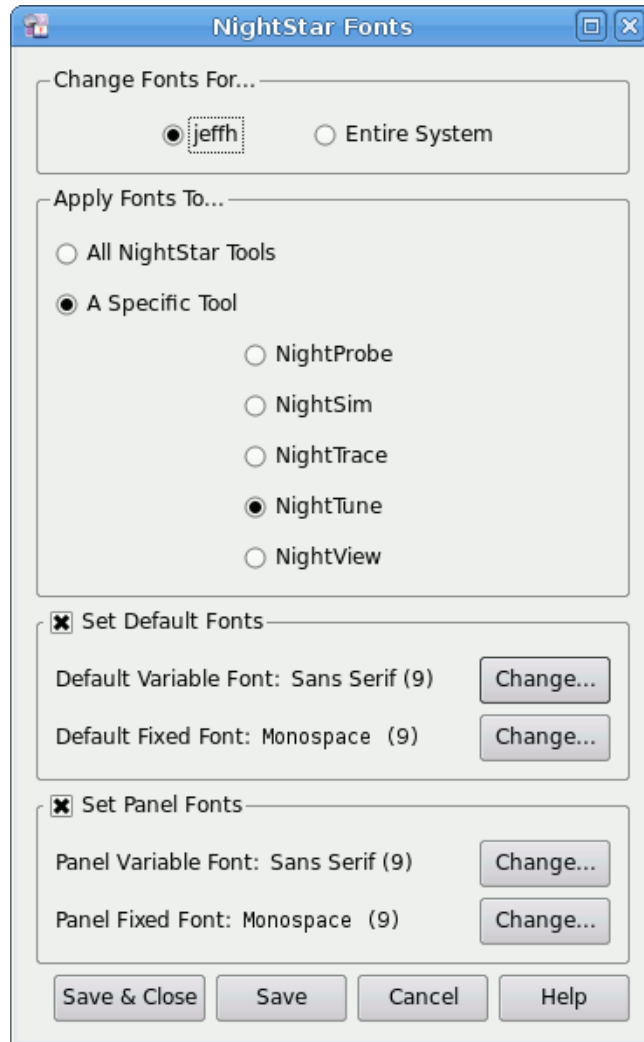 NightStar Fonts
Change Fonts For...
jeffh Entire System
Apply Fonts To...
All NightStar Tools
A Specific Tool
NightProbe
NightSim
NightTrace
NightTune
NightView
Set Default Fonts
Default Variable Font: Sans Serif (9) Change...
Default Fixed Font: Monospace (9) Change...
Set Panel Fonts
Panel Variable Font: Sans Serif (9) Change...
Panel Fixed Font: Monospace (9) Change...
Save & Close Save Cancel Help